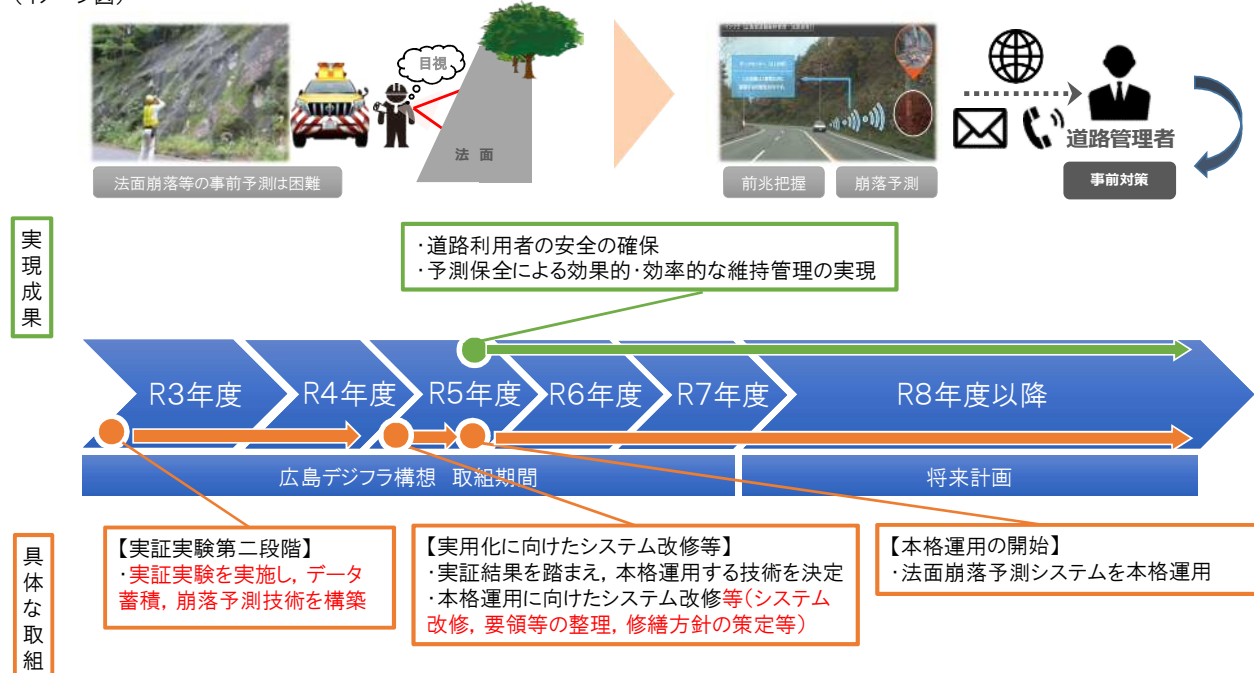 目視
法 面
法面崩落等の事前予測は困難
前兆把握
崩落予測
道路管理者
事前対策
実現成果
・道路利用者の安全の確保
・予測保全による効果的・効率的な維持管理の実現
R3年度
R4年度
R5年度
R6年度
R7年度
R8年度以降
広島デジフラ構想 取組期間
将来計画
具体な取組
【実証実験第二段階】
・実証実験を実施し，データ
蓄積，崩落予測技術を構築
【実用化に向けたシステム改修等】
・実証結果を踏まえ，本格運用する技術を決定
・本格運用に向けたシステム改修等（システム
改修，要領等の整理，修繕方針の策定等）
【本格運用の開始】
・法面崩落予測システムを本格運用